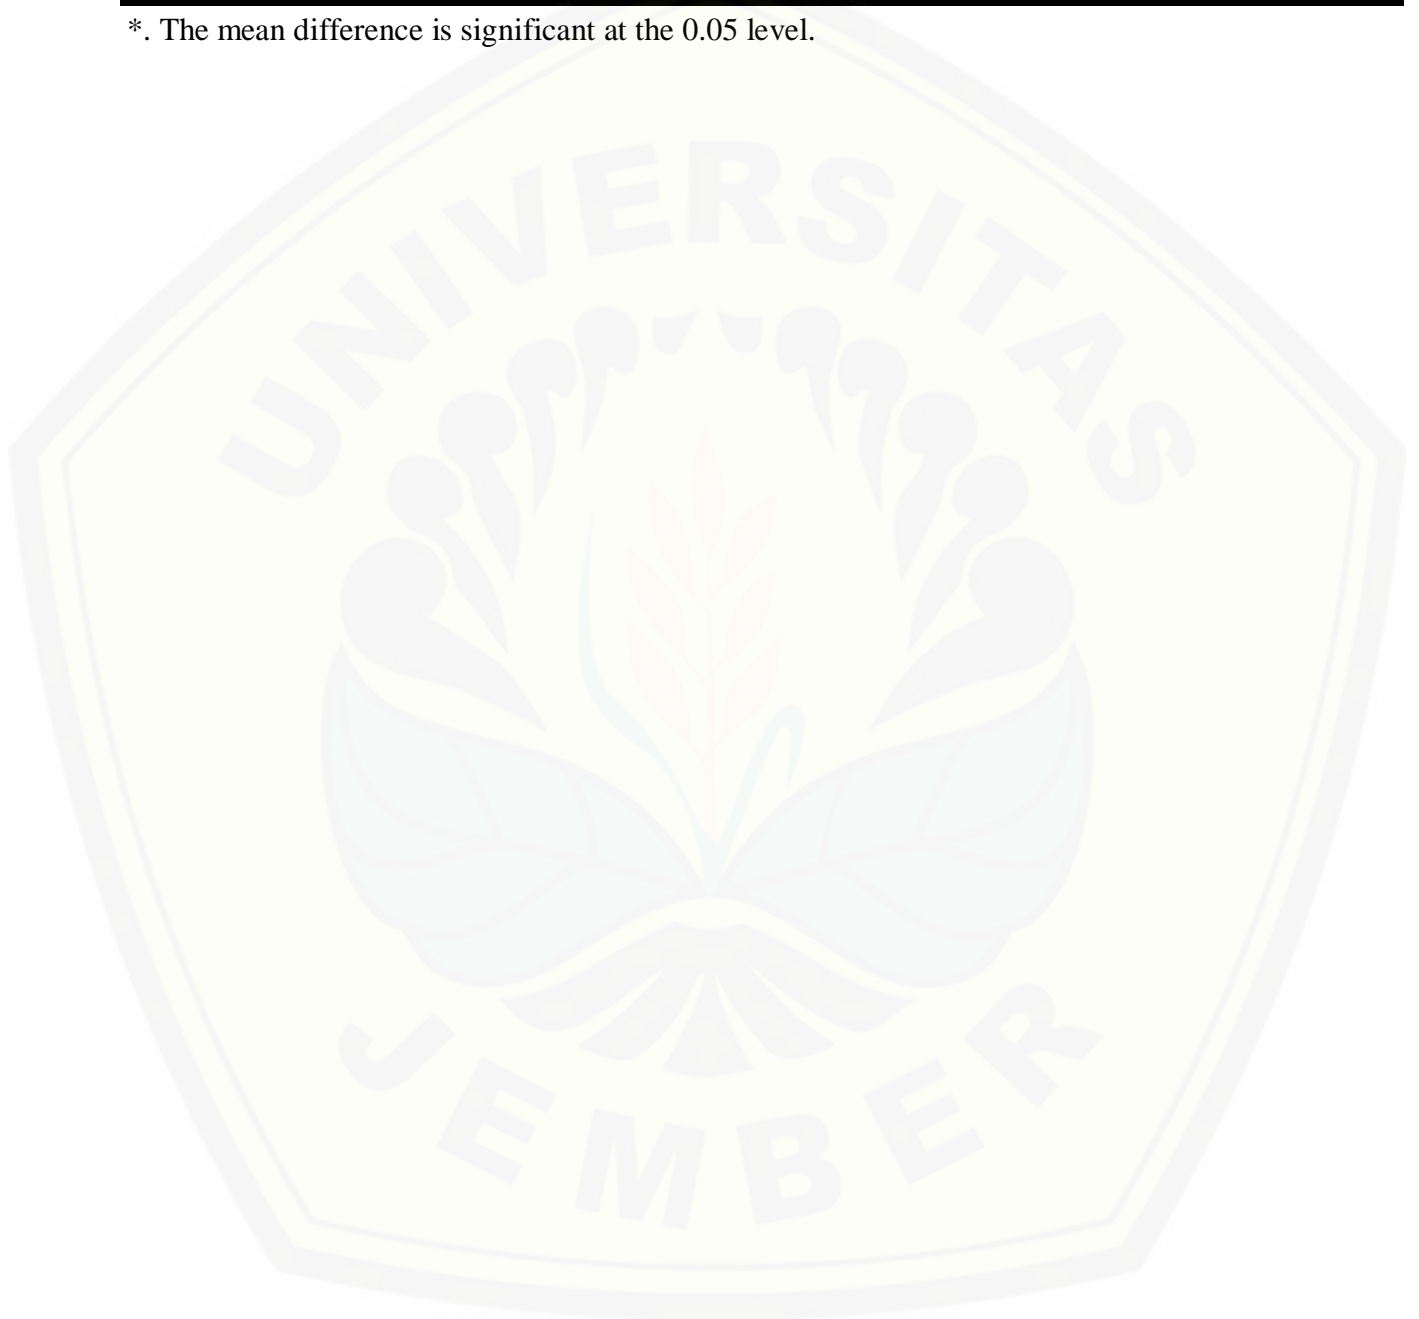 *. The mean difference is significant at the 0.05 level.
UNIVERSITAS
JEMBER